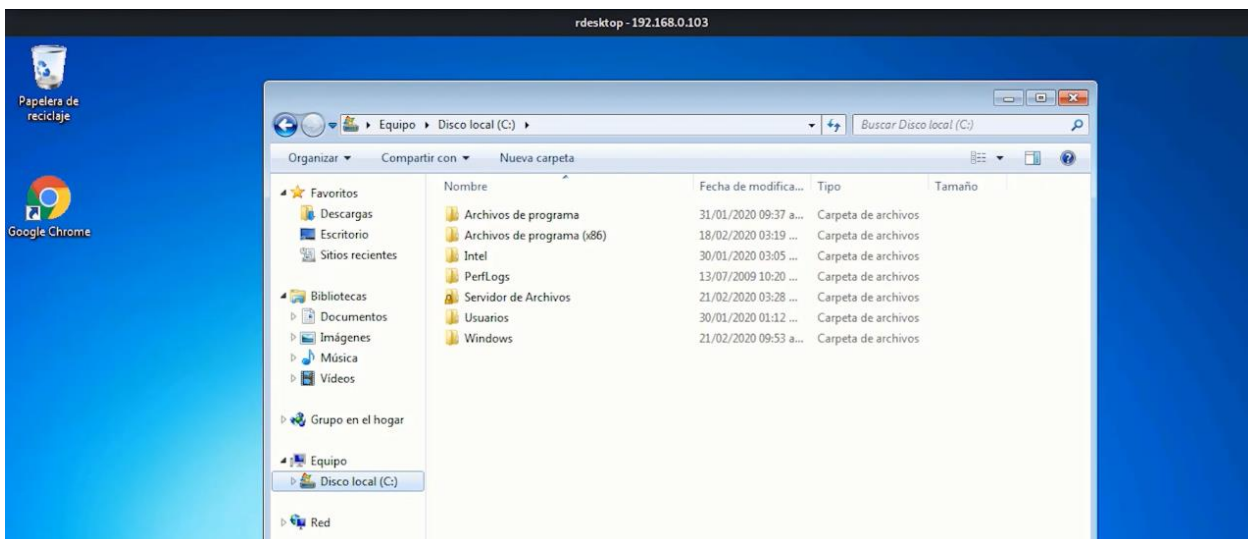 rdesktop - 192.168.0.103
Papelera de
reciclaje
Google Chrome
Equipo Disco local (C:)
Buscar Disco local (C:)
Organizar Compartir con Nueva carpeta
Favoritos
Descargas
Escritorio
Sitios recientes
Bibliotecas
Documentos
Imágenes
Música
Vídeos
Grupo en el hogar
Equipo
Disco local (C:)
Red
Nombre Fecha de modifica... Tipo Tamaño
Archivos de programa 31/01/2020 09:37 a... Carpeta de archivos
Archivos de programa (x86) 18/02/2020 03:19 ... Carpeta de archivos
Intel 30/01/2020 03:05 ... Carpeta de archivos
PerfLogs 13/07/2009 10:20 ... Carpeta de archivos
Servidor de Archivos 21/02/2020 03:28 ... Carpeta de archivos
Usuarios 30/01/2020 01:12 ... Carpeta de archivos
Windows 21/02/2020 09:53 a... Carpeta de archivos